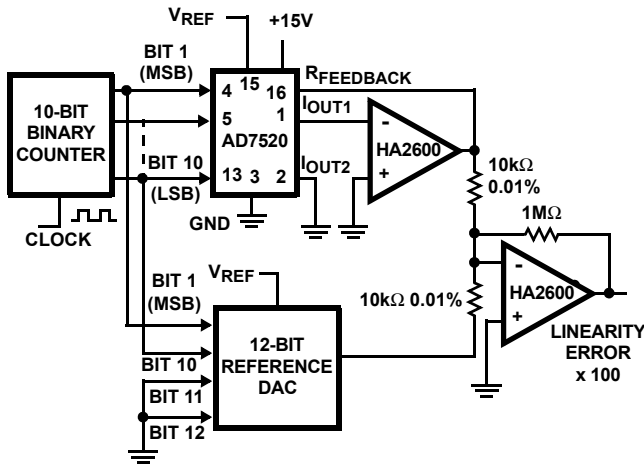 VREF
+15V
BIT 1
(MSB)
RFEEDBACK
4
15
16
IOUT1
5
1
10-BIT
BINARY
COUNTER
AD7520
HA2600
-
+
BIT 10
(LSB)
IOUT2
13
3
2
10kΩ
0.01%
CLOCK
GND
1MΩ
VREF
BIT 1
(MSB)
10kΩ 0.01%
-
+
HA2600
12-BIT
REFERENCE
DAC
LINEARITY
ERROR
x 100
BIT 10
BIT 11
BIT 12